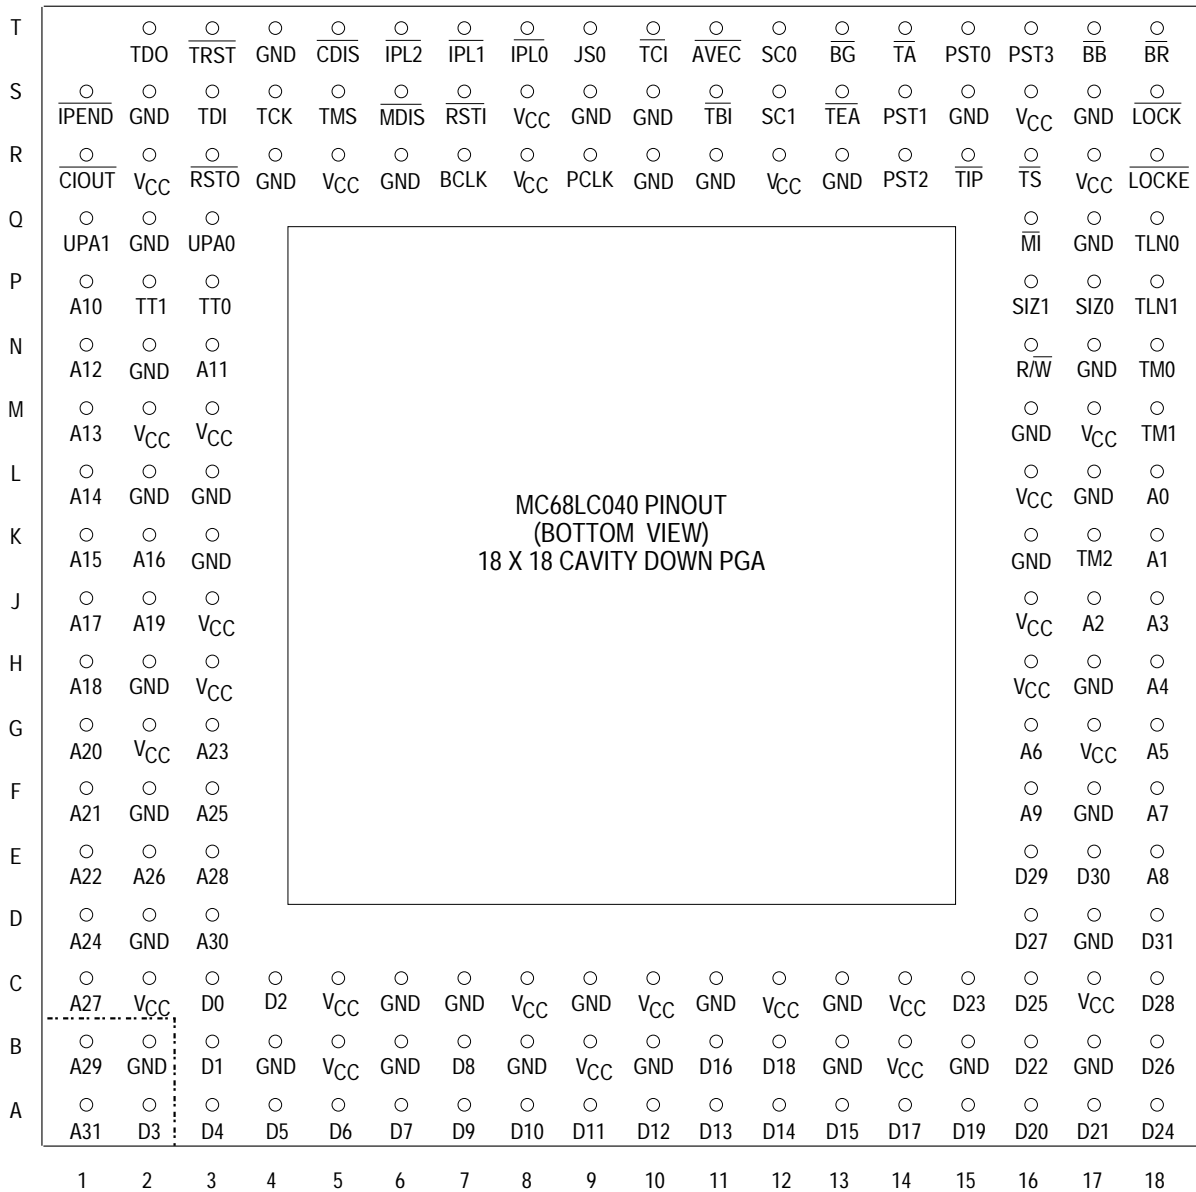 T
TDO TRST GND CDIS IPL2 IPL1 IPL0 JS0 TCI AVEC SC0 BG TA PST0 PST3 BB BR
S
IPEND GND TDI TCK TMS MDIS RSTI VCC GND GND TBI SC1 TEA PST1 GND VCC GND LOCK
R
CIOUT VCC RSTO GND VCC GND BCLK VCC PCLK GND GND VCC GND PST2 TIP TS VCC LOCKE
Q
UPA1 GND UPA0 MI GND TLN0
P
A10 TT1 TT0 SIZ1 SIZ0 TLN1
N
A12 GND A11 R/W GND TM0
M
A13 VCC VCC GND VCC TM1
L
A14 GND GND VCC GND A0
MC68LC040 PINOUT
(BOTTOM VIEW)
18 X 18 CAVITY DOWN PGA
K
A15 A16 GND GND TM2 A1
J
A17 A19 VCC VCC A2 A3
H
A18 GND VCC VCC GND A4
G
A20 VCC A23 A6 VCC A5
F
A21 GND A25 A9 GND A7
E
A22 A26 A28 D29 D30 A8
D
A24 GND A30 D27 GND D31
C
A27 VCC D0 D2 VCC GND GND VCC GND VCC GND VCC GND VCC D23 D25 VCC D28
B
A29 GND D1 GND VCC GND D8 GND VCC GND D16 D18 GND VCC GND D22 GND D26
A
A31 D3 D4 D5 D6 D7 D9 D10 D11 D12 D13 D14 D15 D17 D19 D20 D21 D24
1 2 3 4 5 6 7 8 9 10 11 12 13 14 15 16 17 18